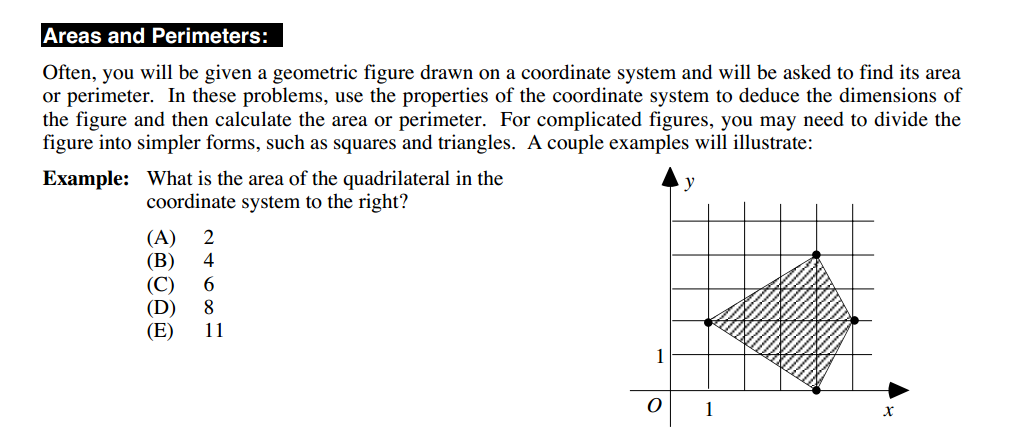 Areas and Perimeters:
Often, you will be given a geometric figure drawn on a coordinate system and will be asked to find its area
or perimeter. In these problems, use the properties of the coordinate system to deduce the dimensions of
the figure and then calculate the area or perimeter. For complicated figures, you may need to divide the
figure into simpler forms, such as squares and triangles. A couple examples will illustrate:
Example: What is the area of the quadrilateral in the
coordinate system to the right?
(A) 2
(B) 4
(C) 6
(D) 8
(E) 11
y
1
O 1 x